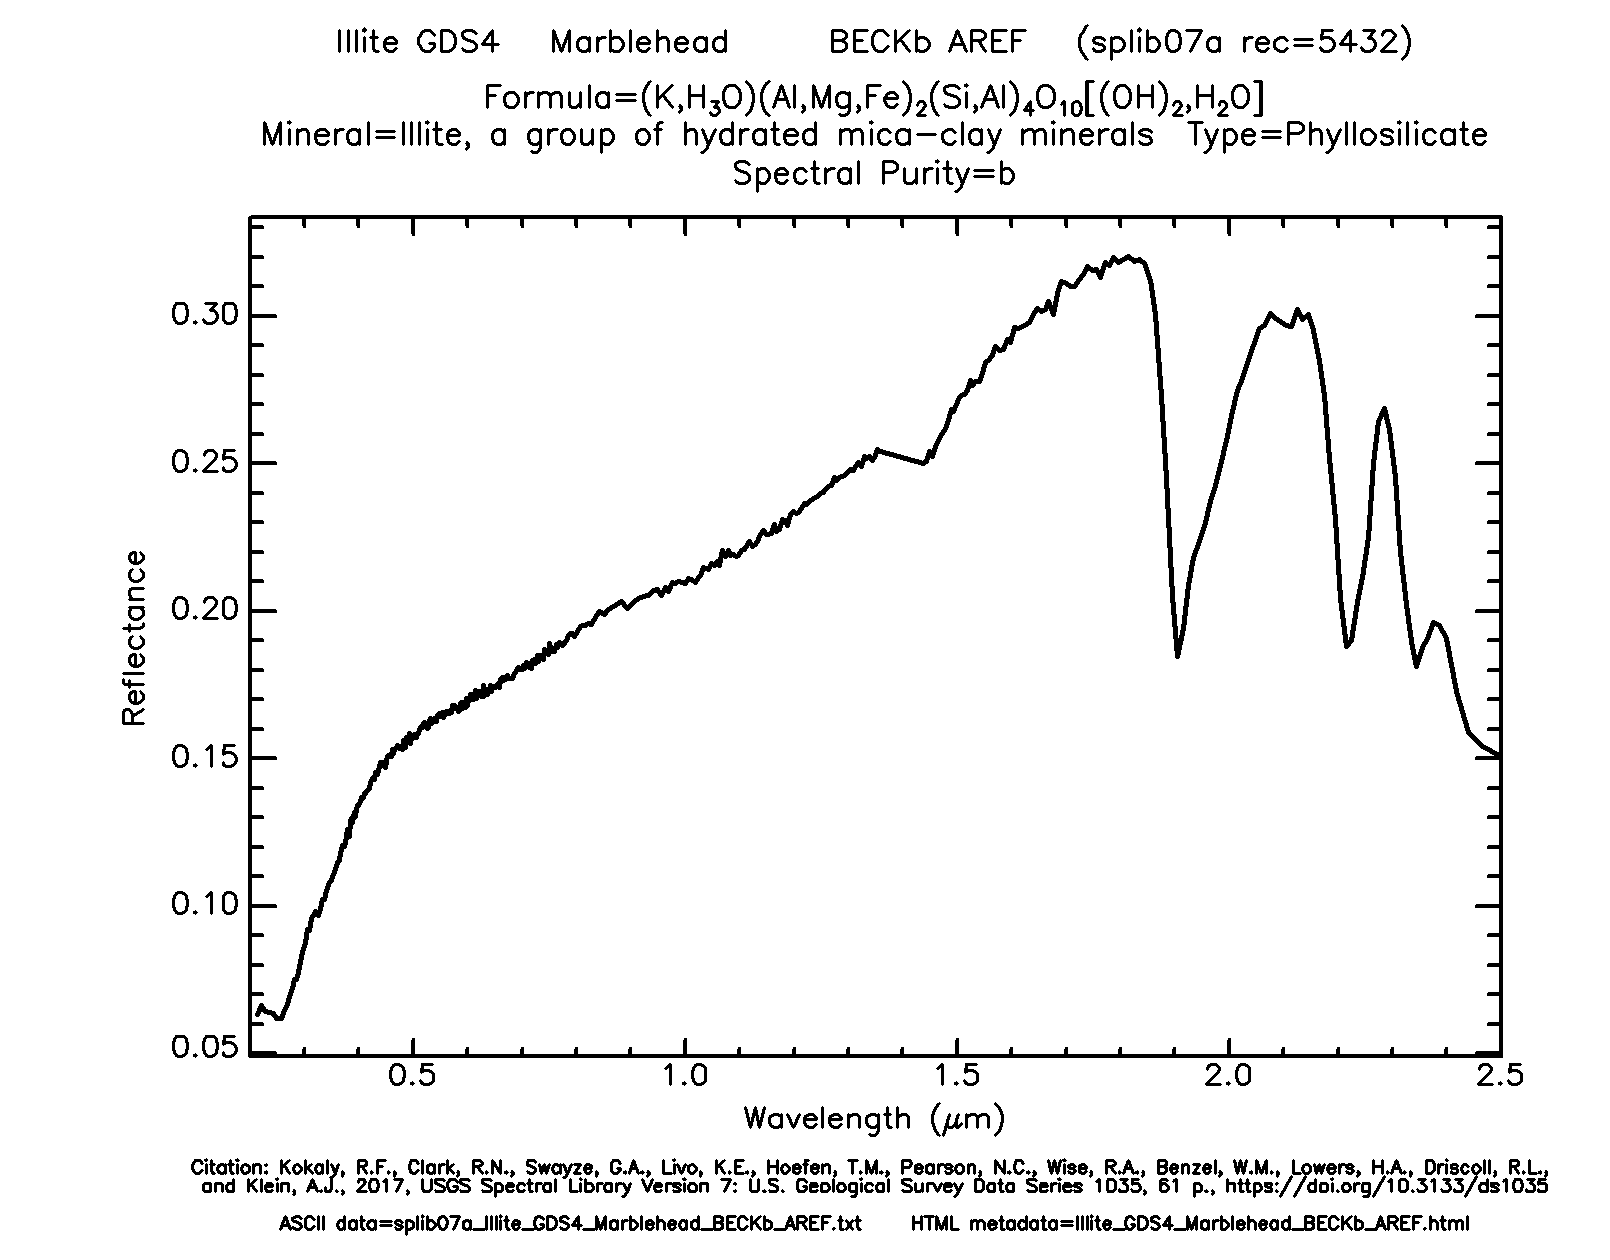 Illite GDS4 Marblehead BECKb AREF (splib07a rec=5432)
Formula=(K,H3O)(Al,Mg,Fe)2(Si,Al)4O10[(OH)2,H2O]
Mineral=Illite, a group of hydrated mica-clay minerals Type=Phyllosilicate
Spectral Purity=b
0.30
0.25
0.20
0.15
0.10
0.05
Reflectance
0.5 1.0 1.5 2.0 2.5
Wavelength (μm)
Citation: Kokaly, R.F., Clark, R.N., Swayze, G.A., Livo, K.E., Hoefen, T.M., Pearson, N.C., Wise, R.A., Benzel, W.M., Lowers, H.A., Driscoll, R.L.,
and Klein, A.J., 2017, USGS Spectral Library Version 7: U.S. Geological Survey Data Series 1035, 61 p., https://doi.org/10.3133/ds1035
ASCII data=splib07a_Illite_GDS4_Marblehead_BECKb_AREF.txt HTML metadata=Illite_GDS4_Marblehead_BECKb_AREF.html